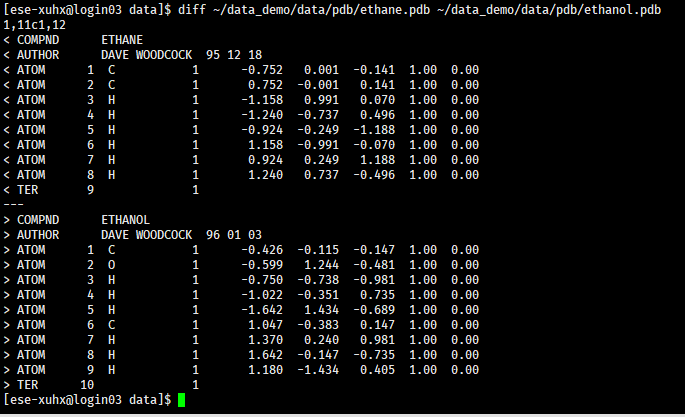 [ese-xuhx@login03 data]$ diff ~/data_demo/data/pdb/ethane.pdb ~/data_demo/data/pdb/ethanol.pdb
1,11c1,12
< COMPND      ETHANE
< AUTHOR      DAVE WOODCOCK  95 12 18
< ATOM      1  C           1      -0.752   0.001  -0.141  1.00  0.00
< ATOM      2  C           1       0.752  -0.001   0.141  1.00  0.00
< ATOM      3  H           1      -1.158   0.991   0.070  1.00  0.00
< ATOM      4  H           1      -1.240  -0.737   0.496  1.00  0.00
< ATOM      5  H           1      -0.924  -0.249  -1.188  1.00  0.00
< ATOM      6  H           1       1.158  -0.991  -0.070  1.00  0.00
< ATOM      7  H           1       0.924   0.249   1.188  1.00  0.00
< ATOM      8  H           1       1.240   0.737  -0.496  1.00  0.00
< TER       9              1
---
> COMPND      ETHANOL
> AUTHOR      DAVE WOODCOCK  96 01 03
> ATOM      1  C           1      -0.426  -0.115  -0.147  1.00  0.00
> ATOM      2  O           1      -0.599   1.244  -0.481  1.00  0.00
> ATOM      3  H           1      -0.750  -0.738  -0.981  1.00  0.00
> ATOM      4  H           1      -1.022  -0.351   0.735  1.00  0.00
> ATOM      5  H           1      -1.642   1.434  -0.689  1.00  0.00
> ATOM      6  C           1       1.047  -0.383   0.147  1.00  0.00
> ATOM      7  H           1       1.370   0.240   0.981  1.00  0.00
> ATOM      8  H           1       1.642  -0.147  -0.735  1.00  0.00
> ATOM      9  H           1       1.180  -1.434   0.405  1.00  0.00
> TER      10              1
[ese-xuhx@login03 data]$